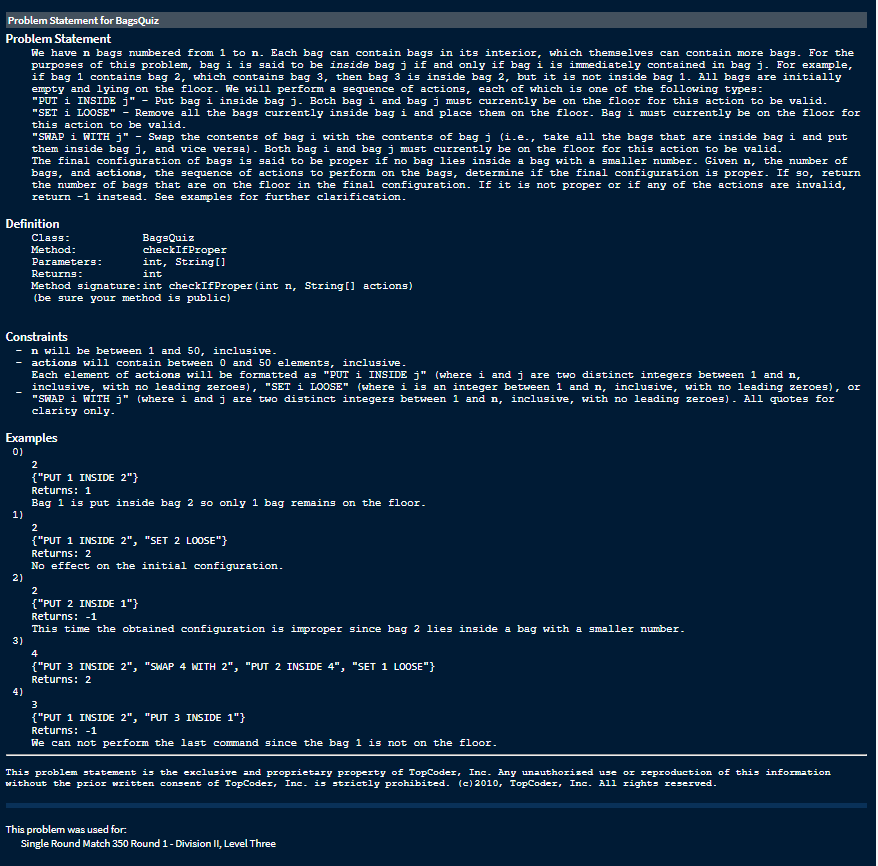 Problem Statement for BagsQuiz
Problem Statement
We have n bags numbered from 1 to n. Each bag can contain bags in its interior, which themselves can contain more bags. For the
purposes of this problem, bag i is said to be inside bag j if and only if bag i is immediately contained in bag j. For example,
if bag 1 contains bag 2, which contains bag 3, then bag 3 is inside bag 2, but it is not inside bag 1. All bags are initially
empty and lying on the floor. We will perform a sequence of actions, each of which is one of the following types:
"PUT i INSIDE j" - Put bag i inside bag j. Both bag i and bag j must currently be on the floor for this action to be valid.
"SET i LOOSE" - Remove all the bags currently inside bag i and place them on the floor. Bag i must currently be on the floor for
this action to be valid.
"SWAP i WITH j" - Swap the contents of bag i with the contents of bag j (i.e., take all the bags that are inside bag i and put
them inside bag j, and vice versa). Both bag i and bag j must currently be on the floor for this action to be valid.
The final configuration of bags is said to be proper if no bag lies inside a bag with a smaller number. Given n, the number of
bags, and actions, the sequence of actions to perform on the bags, determine if the final configuration is proper. If so, return
the number of bags that are on the floor in the final configuration. If it is not proper or if any of the actions are invalid,
return -1 instead. See examples for further clarification.
Definition
Class: BagsQuiz
Method: checkIfProper
Parameters: int, String[]
Returns: int
Method signature: int checkIfProper(int n, String[] actions)
(be sure your method is public)
Constraints
- n will be between 1 and 50, inclusive.
- actions will contain between 0 and 50 elements, inclusive.
Each element of actions will be formatted as "PUT i INSIDE j" (where i and j are two distinct integers between 1 and n,
- inclusive, with no leading zeroes), "SET i LOOSE" (where i is an integer between 1 and n, inclusive, with no leading zeroes), or
"SWAP i WITH j" (where i and j are two distinct integers between 1 and n, inclusive, with no leading zeroes). All quotes for
clarity only.
Examples
0)
2
{"PUT 1 INSIDE 2"}
Returns: 1
Bag 1 is put inside bag 2 so only 1 bag remains on the floor.
1)
2
{"PUT 1 INSIDE 2", "SET 2 LOOSE"}
Returns: 2
No effect on the initial configuration.
2)
2
{"PUT 2 INSIDE 1"}
Returns: -1
This time the obtained configuration is improper since bag 2 lies inside a bag with a smaller number.
3)
4
{"PUT 3 INSIDE 2", "SWAP 4 WITH 2", "PUT 2 INSIDE 4", "SET 1 LOOSE"}
Returns: 2
4)
3
{"PUT 1 INSIDE 2", "PUT 3 INSIDE 1"}
Returns: -1
We can not perform the last command since the bag 1 is not on the floor.
This problem statement is the exclusive and proprietary property of TopCoder, Inc. Any unauthorized use or reproduction of this information
without the prior written consent of TopCoder, Inc. is strictly prohibited. (c)2010, TopCoder, Inc. All rights reserved.
This problem was used for:
Single Round Match 350 Round 1 - Division II, Level Three